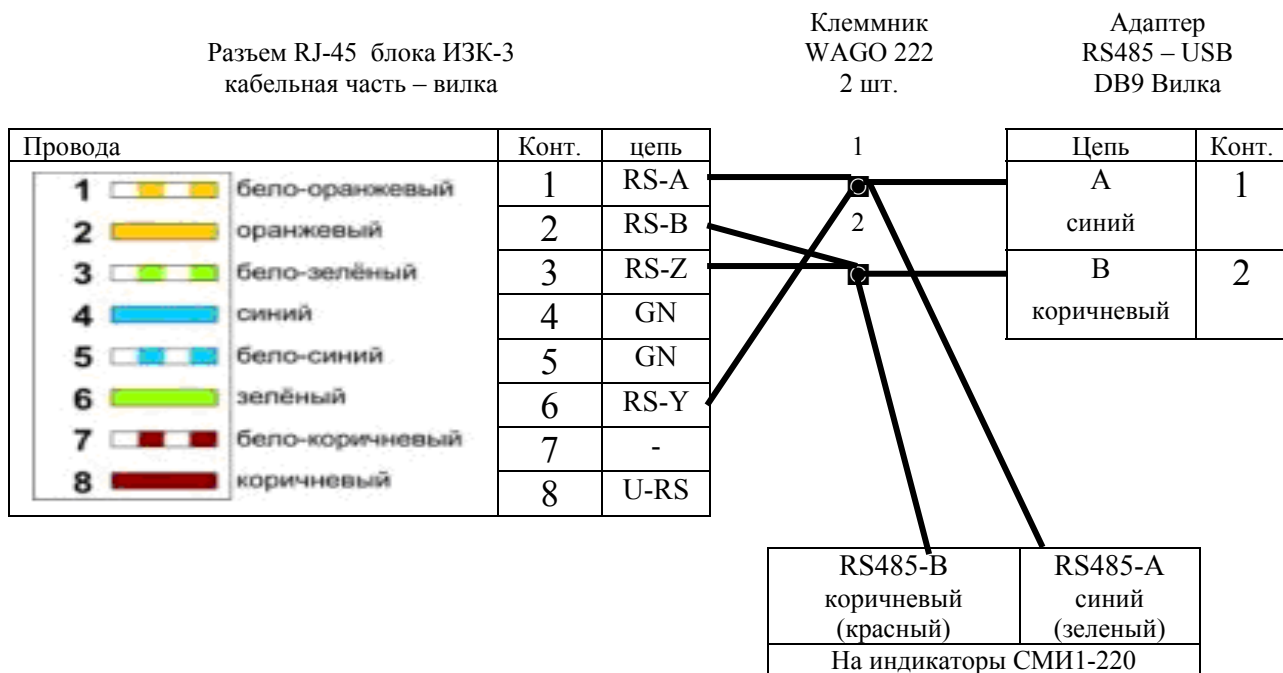 Разъем RJ-45 блока ИЗК-3
кабельная часть – вилка
Клеммник
WAGO 222
2 шт.
Адаптер
RS485 – USB
DB9 Вилка
Провода Конт. цепь
1 бело-оранжевый 1 RS-A
2 оранжевый 2 RS-B
3 бело-зелёный 3 RS-Z
4 синий 4 GN
5 бело-синий 5 GN
6 зелёный 6 RS-Y
7 бело-коричневый 7 -
8 коричневый 8 U-RS
1
2
Цепь Конт.
А 1
синий
В 2
коричневый
RS485-B
коричневый
(красный)
RS485-A
синий
(зеленый)
На индикаторы СМИ1-220